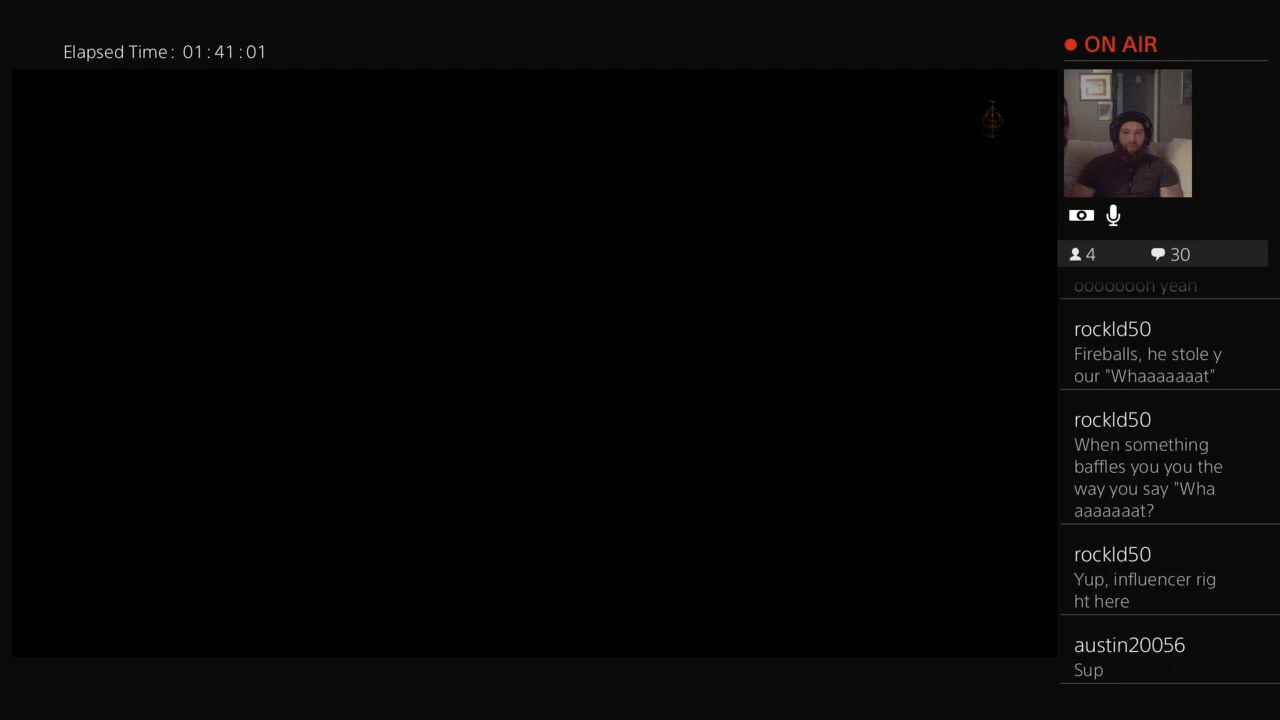 Elapsed Time: 01:41:01
ON AIR
4 30
ooooooon yeah
rockld50
Fireballs, he stole y
our "Whaaaaaaat"
rockld50
When something
baffles you you the
way you say "Wha
aaaaaaat?
rockld50
Yup, influencer rig
ht here
austin20056
Sup